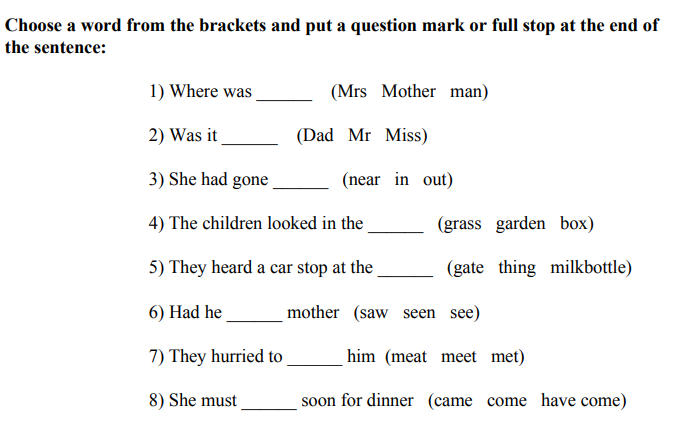 Choose a word from the brackets and put a question mark or full stop at the end of
the sentence:
1) Where was ______ (Mrs Mother man)
2) Was it ______ (Dad Mr Miss)
3) She had gone ______ (near in out)
4) The children looked in the ______ (grass garden box)
5) They heard a car stop at the ______ (gate thing milkbottle)
6) Had he ______ mother (saw seen see)
7) They hurried to ______ him (meat meet met)
8) She must ______ soon for dinner (came come have come)